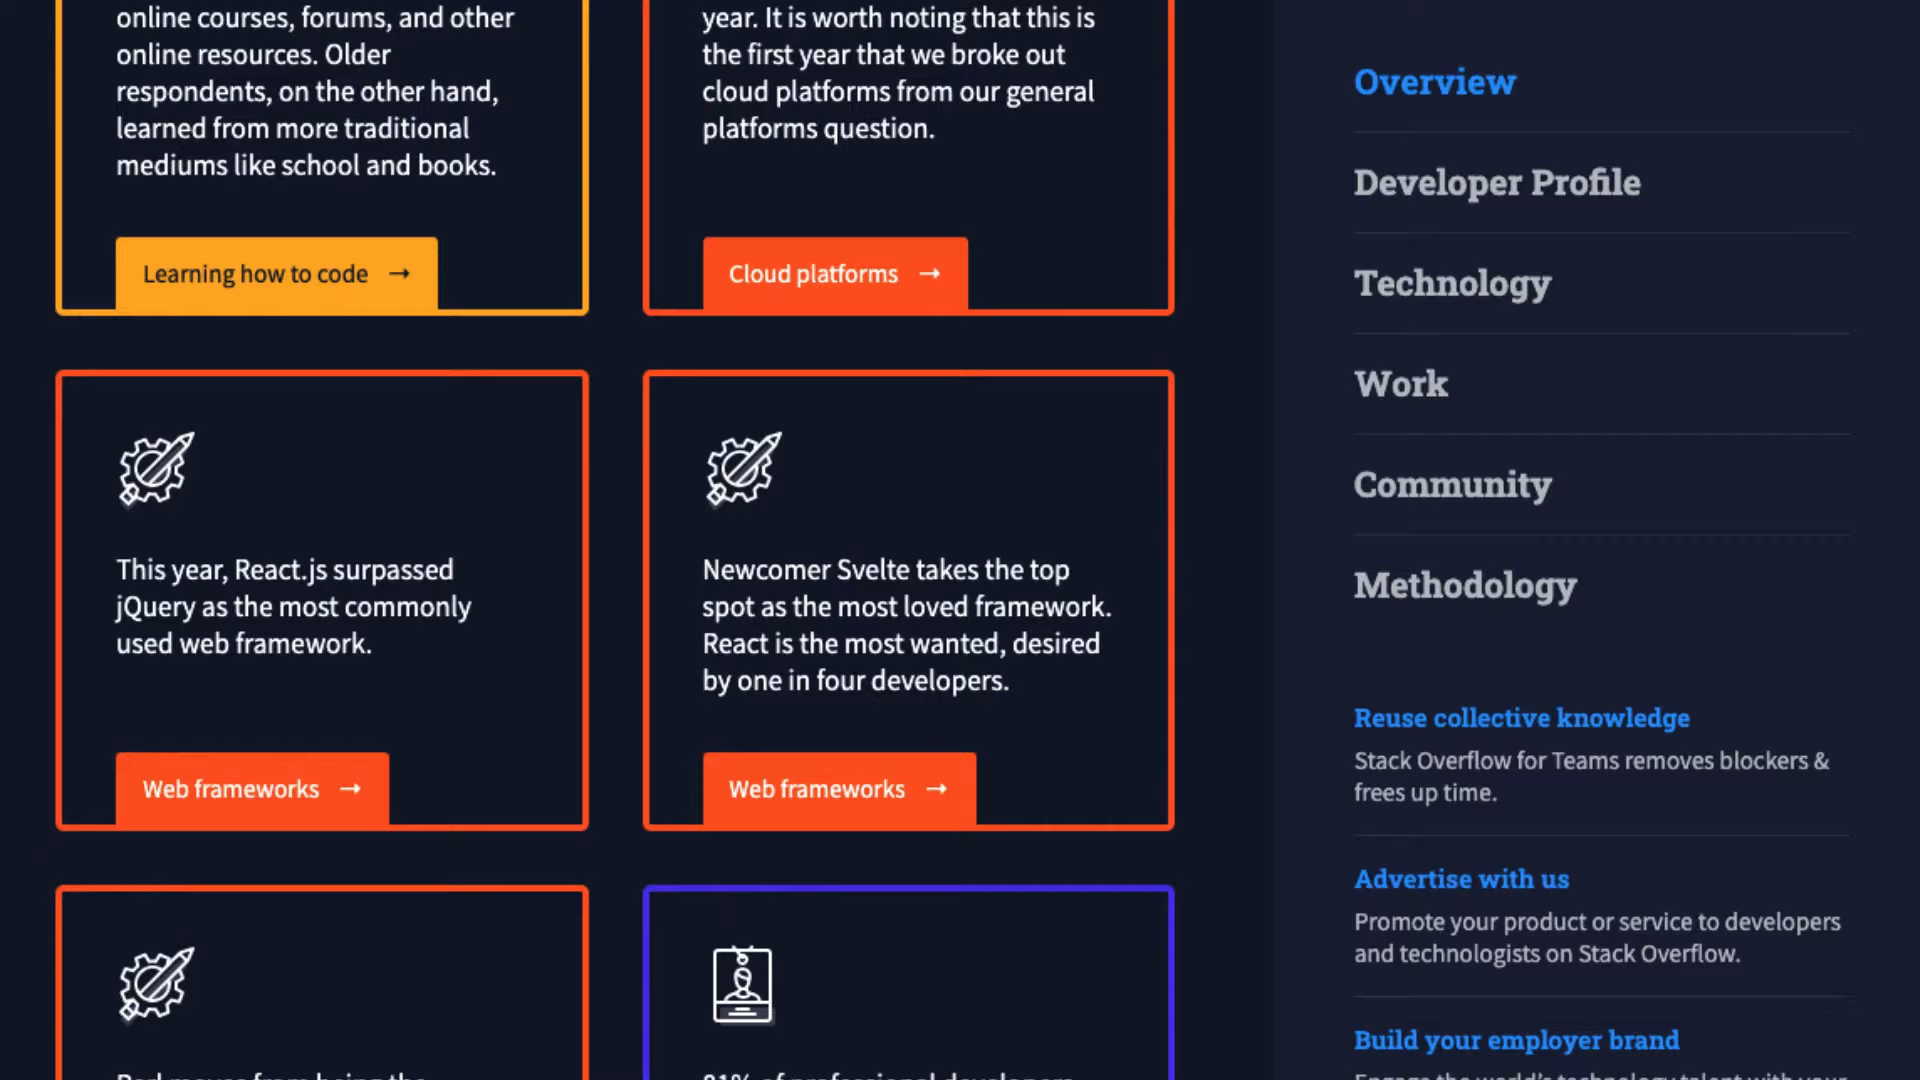 online courses, forums, and other
online resources. Older
respondents, on the other hand,
learned from more traditional
mediums like school and books.
Learning how to code →
year. It is worth noting that this is
the first year that we broke out
cloud platforms from our general
platforms question.
Cloud platforms →
This year, React.js surpassed
jQuery as the most commonly
used web framework.
Web frameworks →
Newcomer Svelte takes the top
spot as the most loved framework.
React is the most wanted, desired
by one in four developers.
Web frameworks →
Overview
Developer Profile
Technology
Work
Community
Methodology
Reuse collective knowledge
Stack Overflow for Teams removes blockers &
frees up time.
Advertise with us
Promote your product or service to developers
and technologists on Stack Overflow.
Build your employer brand